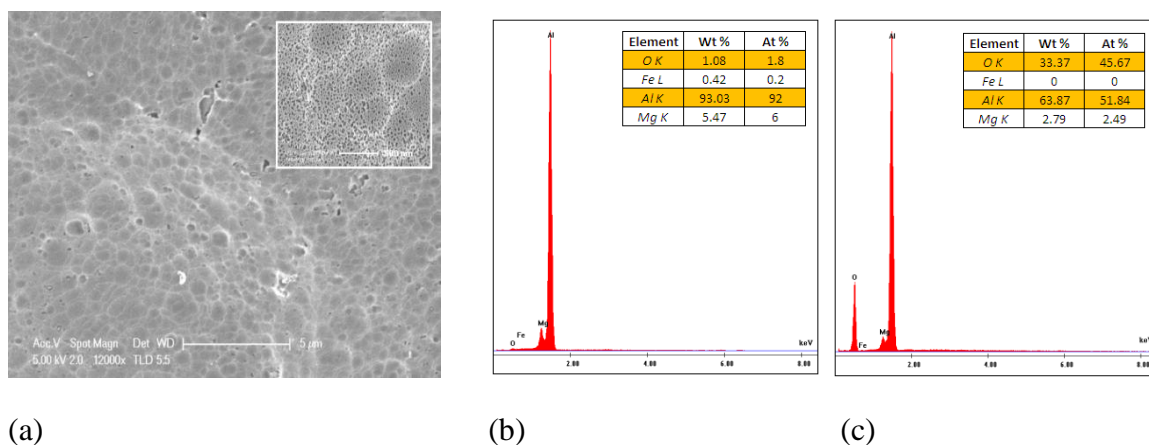 Acc.V Spot Magn Det WD
5.00 kV 2.0 12000x TLD 5.5
5 µm
Al
Element Wt % At %
O K 1.08 1.8
Fe L 0.42 0.2
Al K 93.03 92
Mg K 5.47 6
Mg
Fe
O
keV
2.00 4.00 6.00 8.00
Al
Element Wt % At %
O K 33.37 45.67
Fe L 0 0
Al K 63.87 51.84
Mg K 2.79 2.49
O
Mg
Fe
keV
2.00 4.00 6.00 8.00
(a) (b) (c)